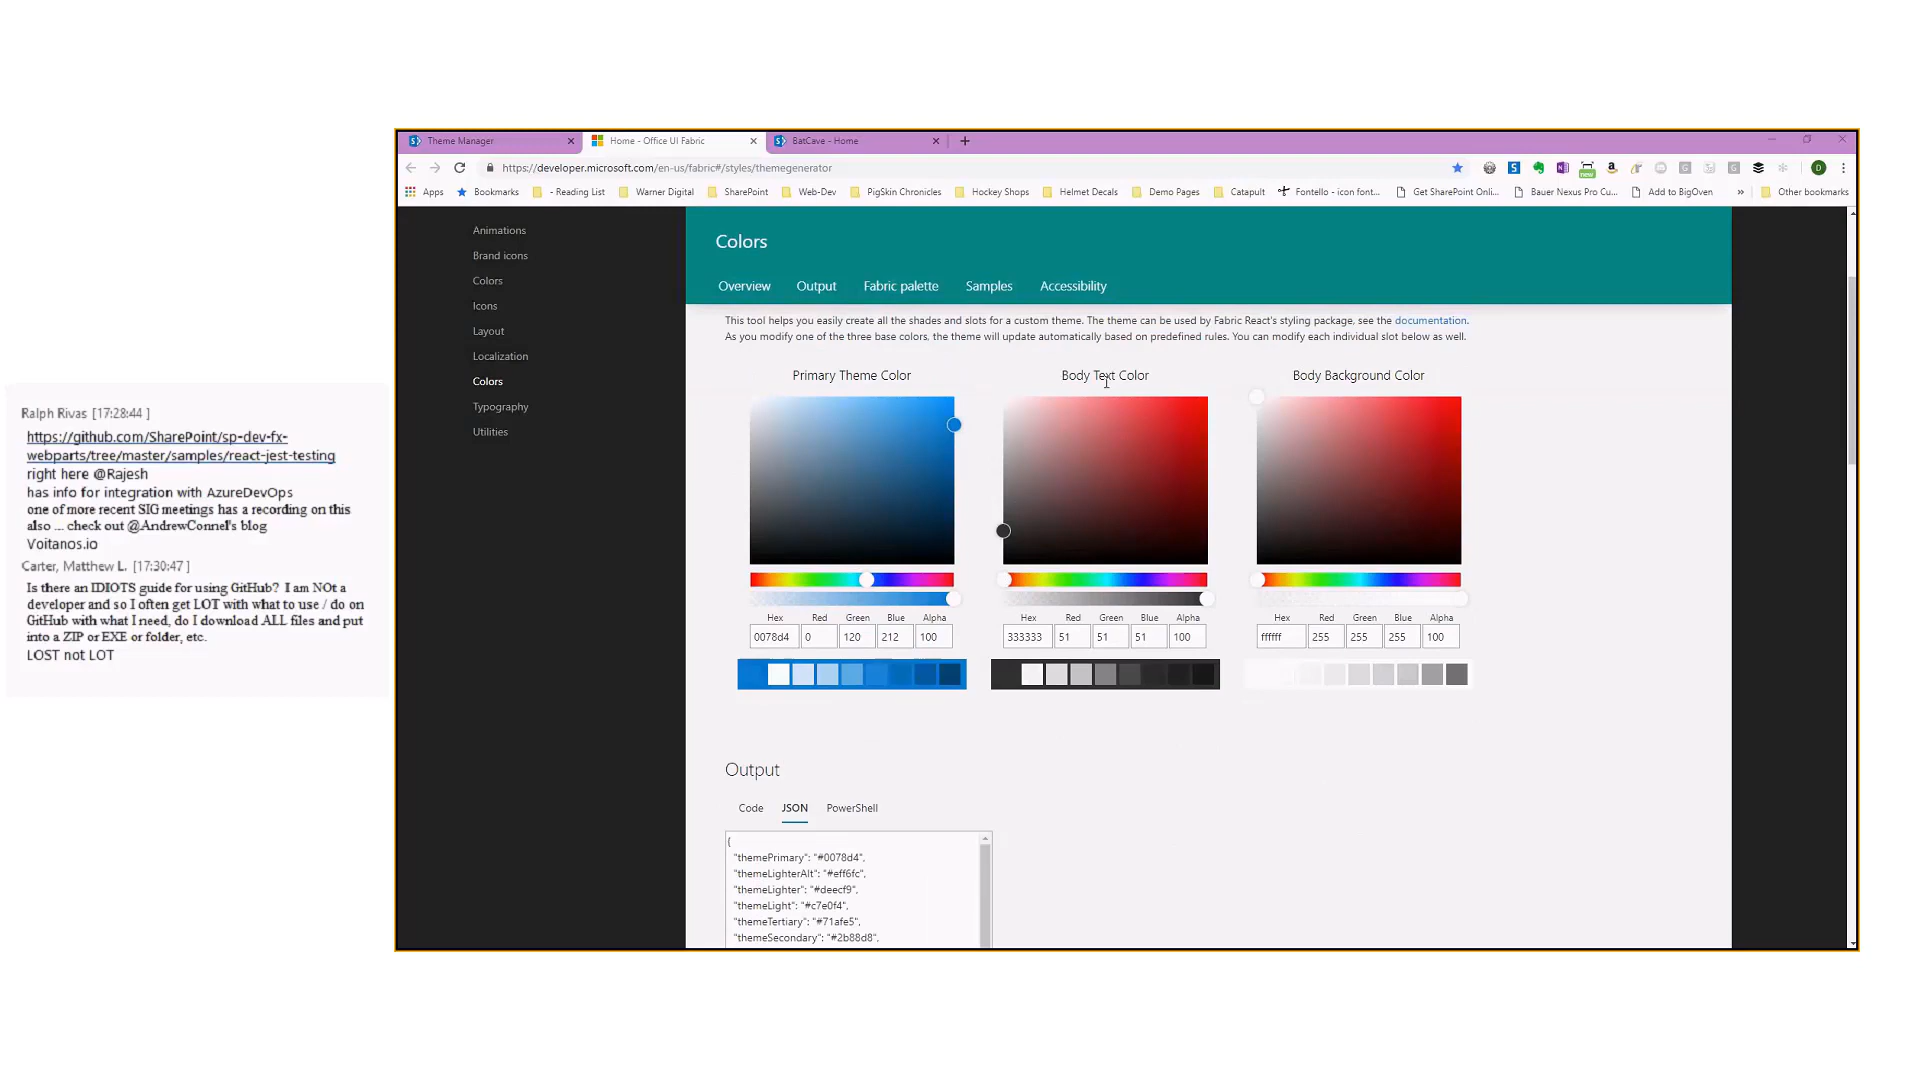 Ralph Rivas [17:28:44 ]
https://github.com/SharePoint/sp-dev-fx-
webparts/tree/master/samples/react-jest-testing
right here @Rajesh
has info for integration with AzureDevOps
one of more recent SIG meetings has a recording on this
also ... check out @AndrewConnel's blog
Voitanos.io
Carter, Matthew L. [17:30:47 ]
Is there an IDIOTS guide for using GitHub? I am NOt a
developer and so I often get LOT with what to use / do on
GitHub with what I need, do I download ALL files and put
into a ZIP or EXE or folder, etc.
LOST not LOT
Theme Manager
Home - Office UI Fabric
BatCave - Home
https://developer.microsoft.com/en-us/fabric#/styles/themegenerator
new
D
Apps
Bookmarks
- Reading List
Warner Digital
SharePoint
Web-Dev
PigSkin Chronicles
Hockey Shops
Helmet Decals
Demo Pages
Catapult
Fontello - icon font...
Get SharePoint Onli...
Bauer Nexus Pro Cu...
Add to BigOven
»
Other bookmarks
Animations
Brand icons
Colors
Icons
Layout
Localization
Colors
Typography
Utilities
Colors
Overview Output Fabric palette Samples Accessibility
This tool helps you easily create all the shades and slots for a custom theme. The theme can be used by Fabric React's styling package, see the documentation.
As you modify one of the three base colors, the theme will update automatically based on predefined rules. You can modify each individual slot below as well.
Primary Theme Color
Hex Red Green Blue Alpha
0078d4 0 120 212 100
Body Text Color
Hex Red Green Blue Alpha
333333 51 51 51 100
Body Background Color
Hex Red Green Blue Alpha
ffffff 255 255 255 100
Output
Code JSON PowerShell
{
"themePrimary": "#0078d4",
"themeLighterAlt": "#eff6fc",
"themeLighter": "#deecf9",
"themeLight": "#c7e0f4",
"themeTertiary": "#71afe5",
"themeSecondary": "#2b88d8",